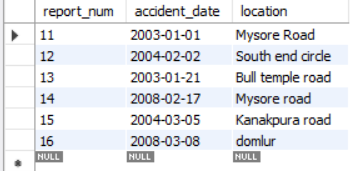 report_num accident_date location
11 2003-01-01 Mysore Road
12 2004-02-02 South end circle
13 2003-01-21 Bull temple road
14 2008-02-17 Mysore road
15 2004-03-05 Kanakpura road
16 2008-03-08 domlur
NULL NULL NULL